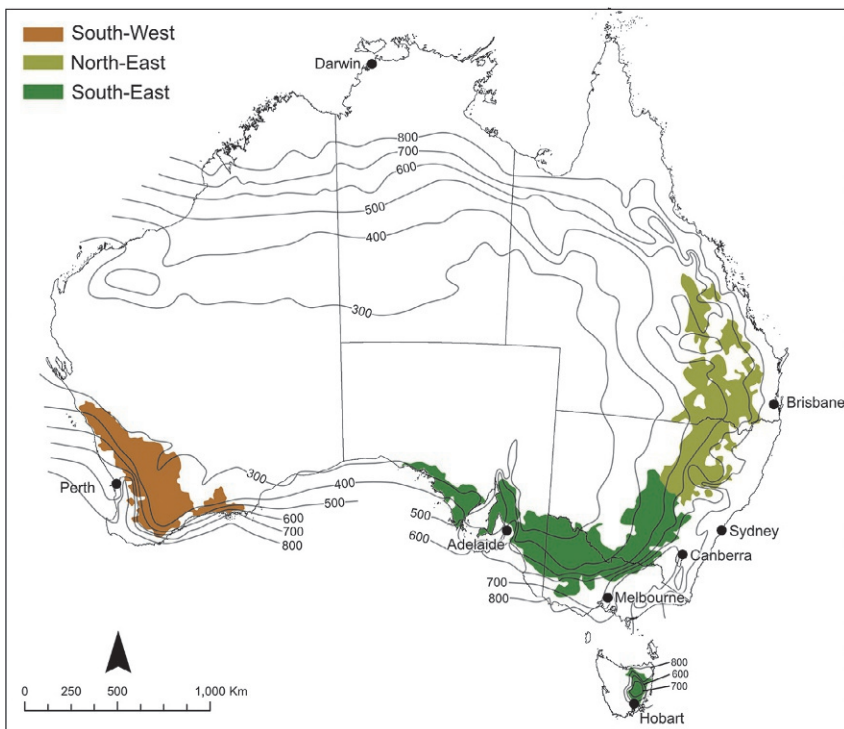 South-West
North-East
South-East
Darwin
800
700
600
500
400
300
Brisbane
Perth
300
400
500
600
700
800
500
600
Adelaide
Sydney
Canberra
700
800
Melbourne
0 250 500 1,000 Km
800
600
700
Hobart